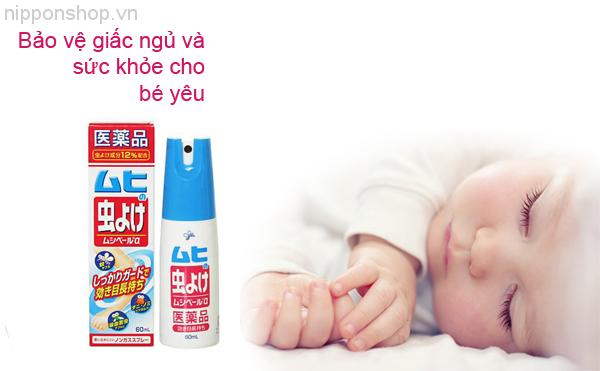 nipponshop.vn
Bảo vệ giấc ngủ và
sức khỏe cho
bé yêu
医薬品
虫よけ成分12%配合
ムヒの
虫よけ
ムシペールα
しっかりガードで
効き目長持ち
60mL
ノンガススプレー
ムヒの
虫よけ
ムシペールα
医薬品
効き目長持ち
60mL